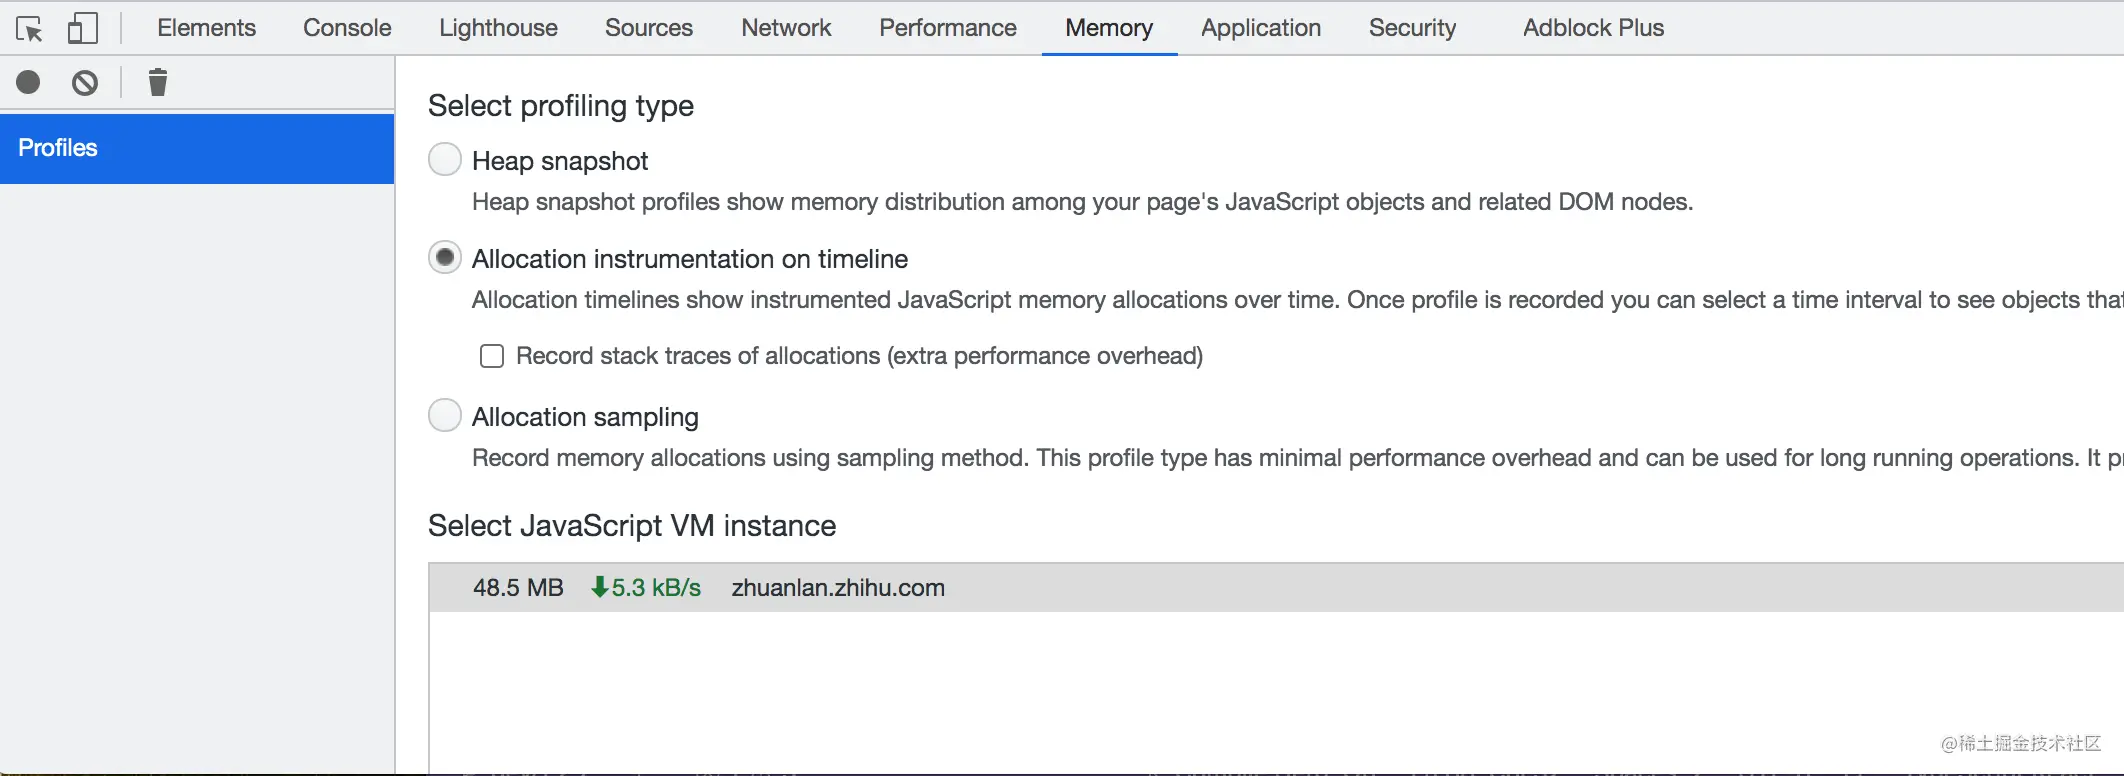 Elements Console Lighthouse Sources Network Performance Memory Application Security Adblock Plus
Profiles
Select profiling type
Heap snapshot
Heap snapshot profiles show memory distribution among your page's JavaScript objects and related DOM nodes.
Allocation instrumentation on timeline
Allocation timelines show instrumented JavaScript memory allocations over time. Once profile is recorded you can select a time interval to see objects that
Record stack traces of allocations (extra performance overhead)
Allocation sampling
Record memory allocations using sampling method. This profile type has minimal performance overhead and can be used for long running operations. It pr
Select JavaScript VM instance
48.5 MB 5.3 kB/s zhuanlan.zhihu.com
@稀土掘金技术社区